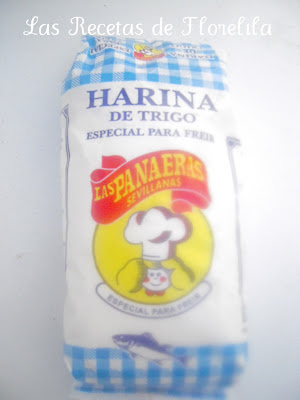 Las Recetas de Florelila
HARINA
DE TRIGO
ESPECIAL PARA FREIR
LAS PANAERAS
SEVILLANAS
ESPECIAL PARA FREIR